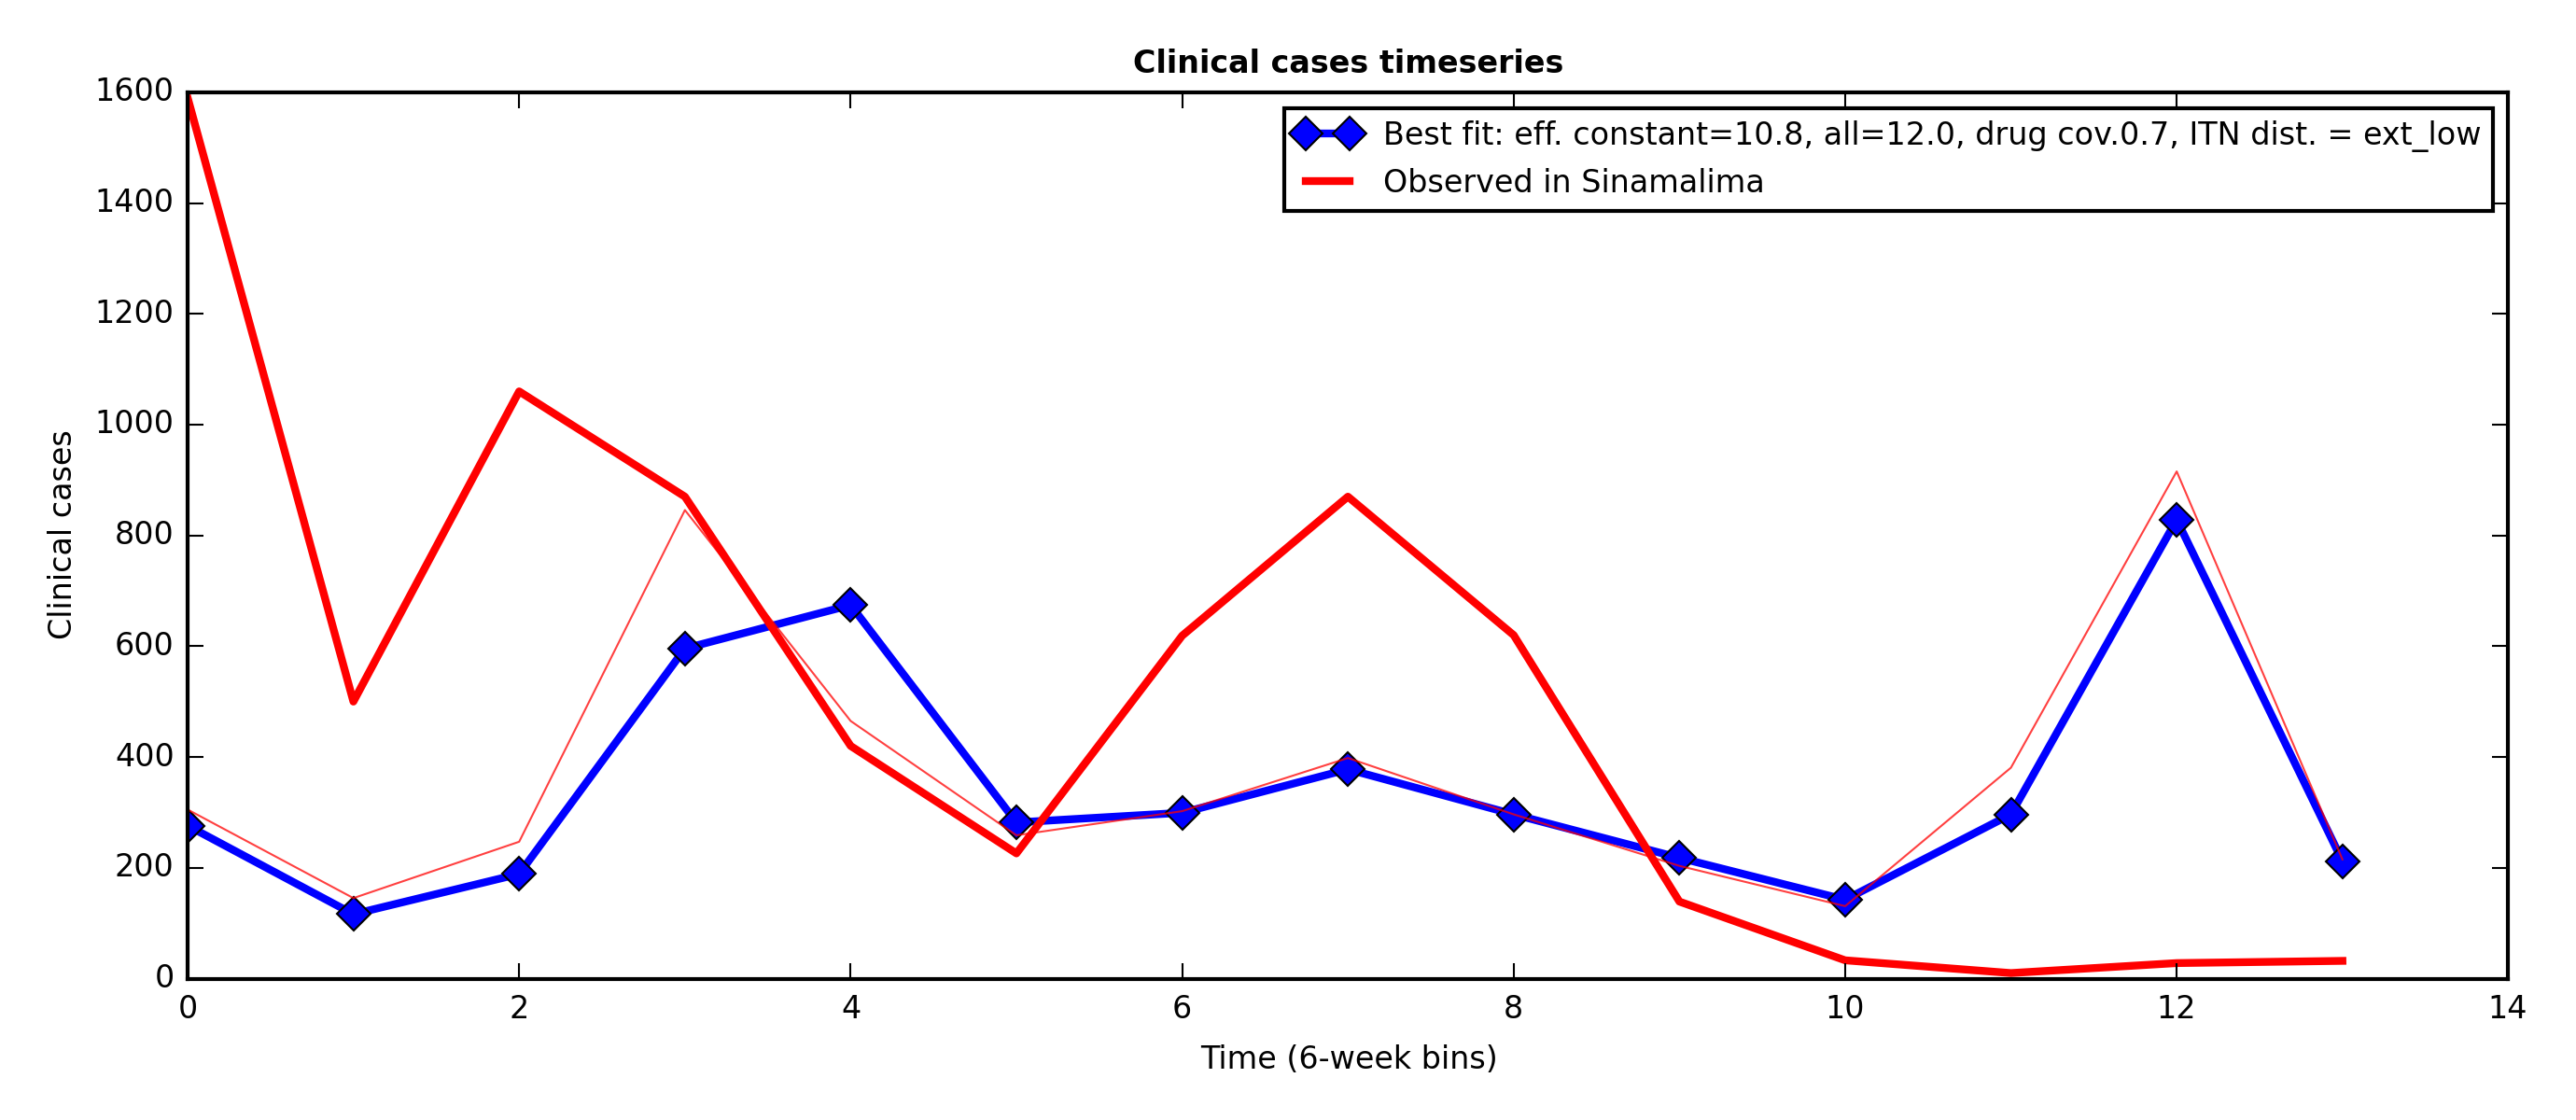 Clinical cases timeseries
1600
1400
1200
1000
800
600
400
200
0
Clinical cases
Best fit: eff. constant=10.8, all=12.0, drug cov.0.7, ITN dist. = ext_low
Observed in Sinamalima
0 2 4 6 8 10 12 14
Time (6-week bins)